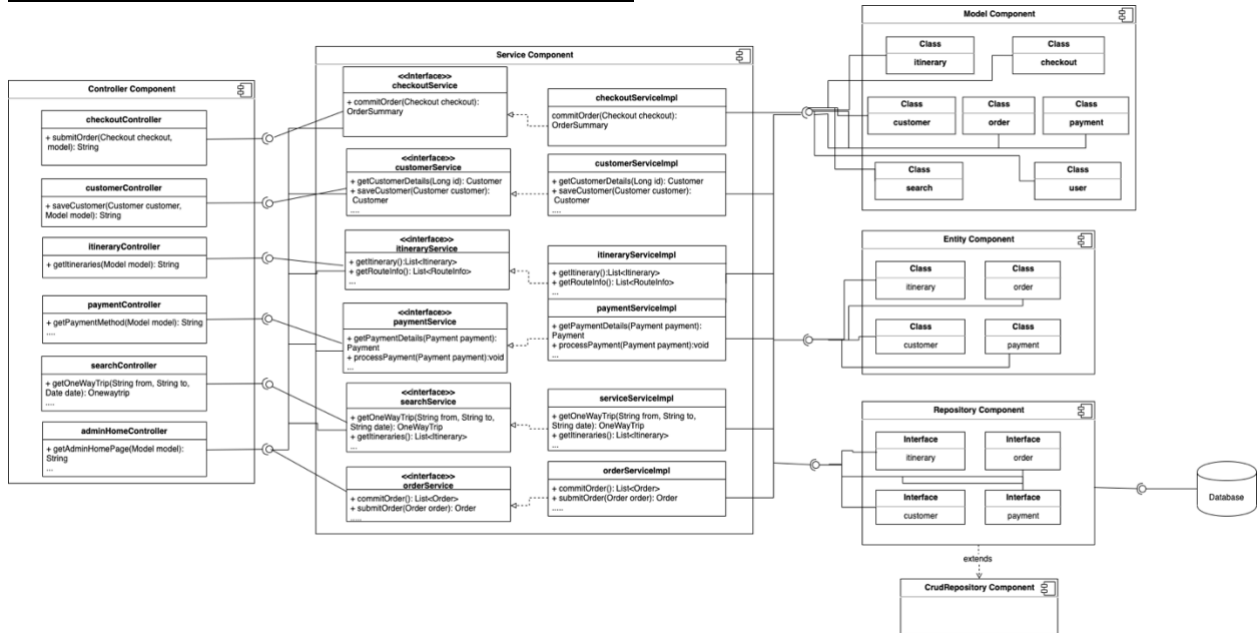 Controller Component
checkoutController
+ submitOrder(Checkout checkout,
model): String
customerController
+ saveCustomer(Customer customer,
Model model): String
itineraryController
+ getItineraries(Model model): String
paymentController
+ getPaymentMethod(Model model): String
....
searchController
+ getOneWayTrip(String from, String to,
Date date): Onewaytrip
....
adminHomeController
+ getAdminHomePage(Model model):
String
...
Service Component
<<Interface>>
checkoutService
+ commitOrder(Checkout checkout):
OrderSummary
<<interface>>
customerService
+ getCustomerDetails(Long id): Customer
+ saveCustomer(Customer customer):
Customer
....
<<interface>>
itineraryService
+ getItinerary():List<Itinerary>
+ getRouteInfo(): List<RouteInfo>
...
<<interface>>
paymentService
+ getPaymentDetails(Payment payment):
Payment
+ processPayment(Payment payment):void
...
<<interface>>
searchService
+ getOneWayTrip(String from, String to,
String date): OneWayTrip
+ getItineraries(): List<Itinerary>
<<interface>>
orderService
+ commitOrder(): List<Order>
+ submitOrder(Order order): Order
.....
checkoutServiceImpl
commitOrder(Checkout checkout):
OrderSummary
customerServiceImpl
+ getCustomerDetails(Long id): Customer
+ saveCustomer(Customer customer):
Customer
....
itineraryServiceImpl
+ getItinerary():List<Itinerary>
+ getRouteInfo(): List<RouteInfo>
...
paymentServiceImpl
+ getPaymentDetails(Payment payment):
Payment
+ processPayment(Payment payment):void
...
serviceServiceImpl
+ getOneWayTrip(String from, String to,
String date): OneWayTrip
+ getItineraries(): List<Itinerary>
orderServiceImpl
+ commitOrder(): List<Order>
+ submitOrder(Order order): Order
.....
Model Component
Class
itinerary
Class
checkout
Class
customer
Class
order
Class
payment
Class
search
Class
user
Entity Component
Class
itinerary
Class
order
Class
customer
Class
payment
Repository Component
Interface
itinerary
Interface
order
Interface
customer
Interface
payment
Database
extends
CrudRepository Component